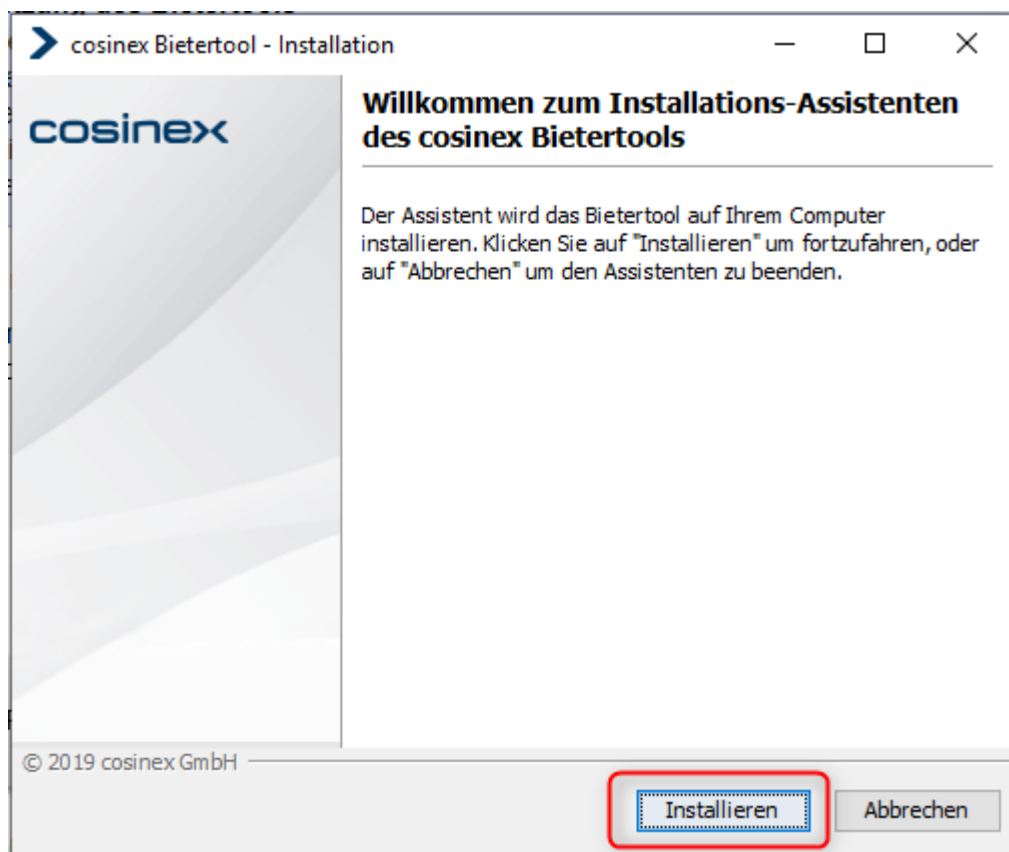 cosinex Bietertool - Installation
cosinex
Willkommen zum Installations-Assistenten
des cosinex Bietertools
Der Assistent wird das Bietertool auf Ihrem Computer
installieren. Klicken Sie auf "Installieren" um fortzufahren, oder
auf "Abbrechen" um den Assistenten zu beenden.
© 2019 cosinex GmbH
Installieren
Abbrechen